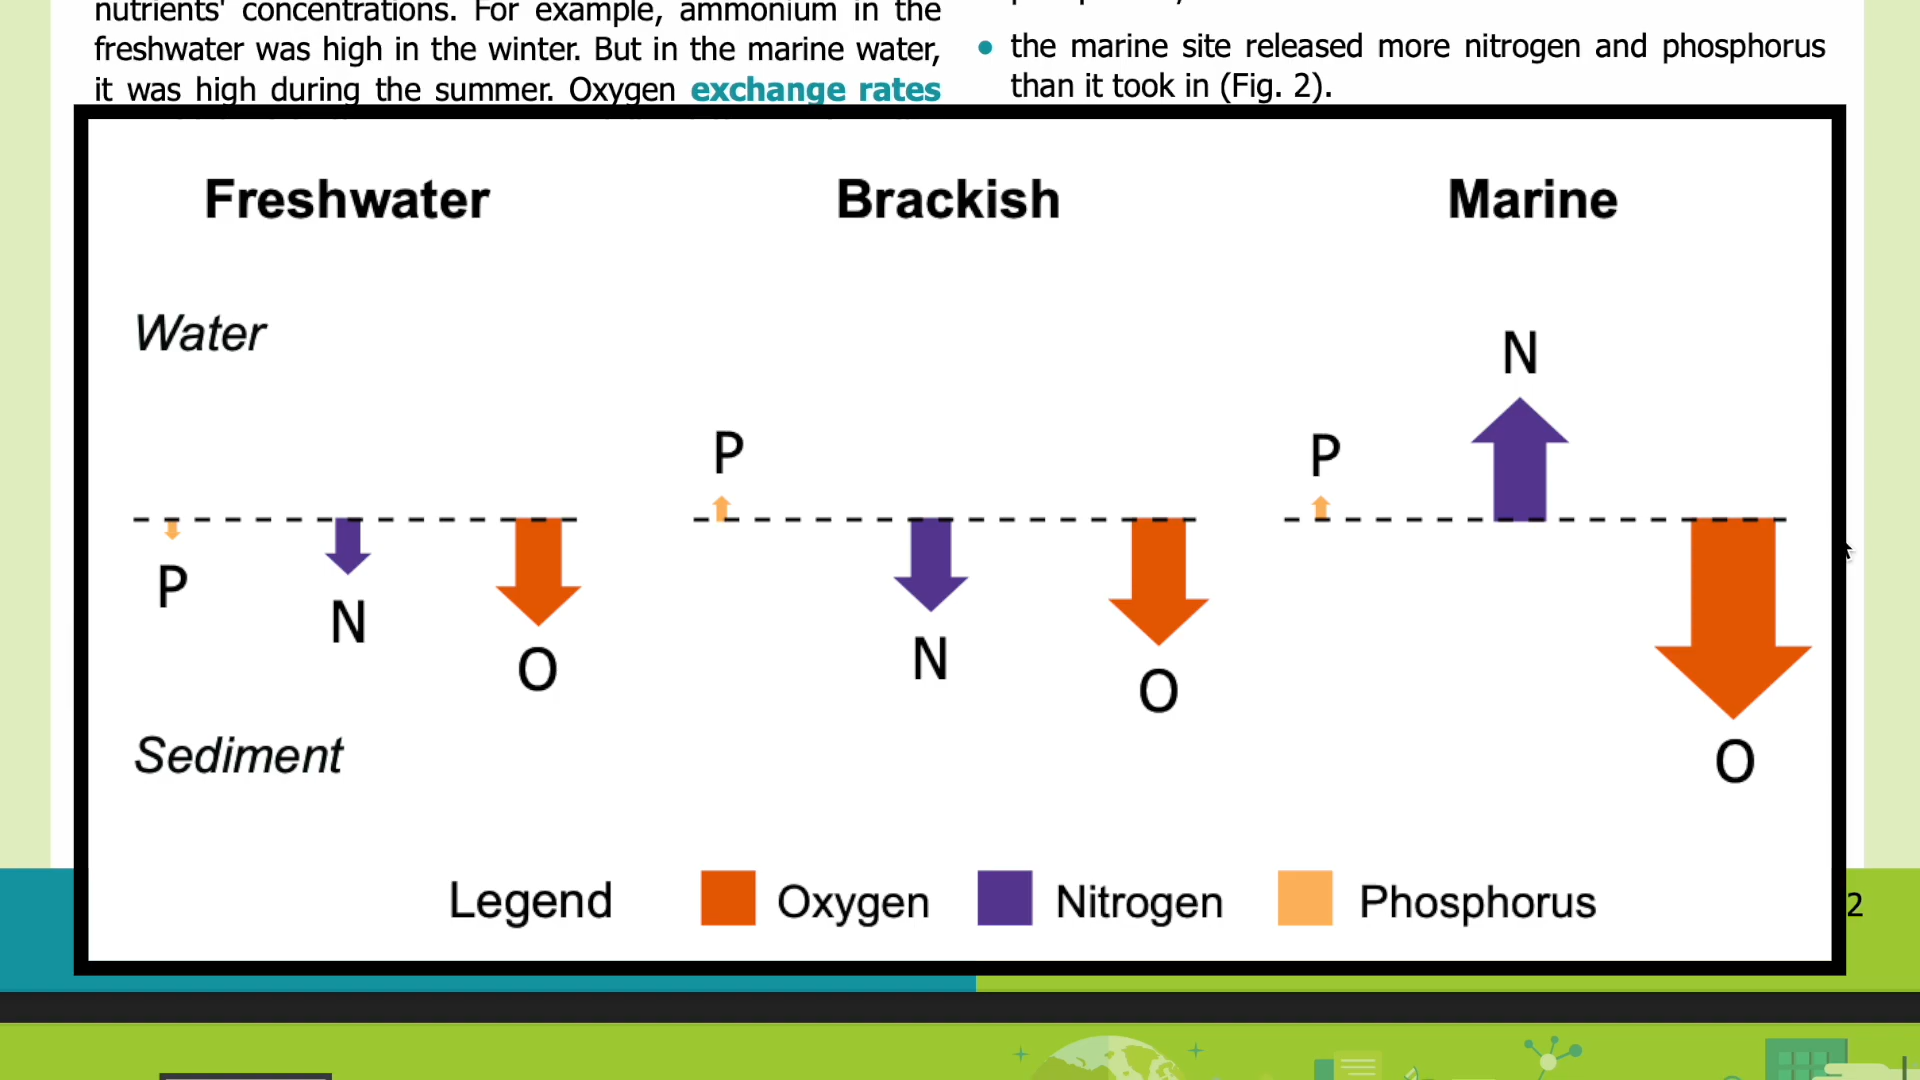 nutrients' concentrations. For example, ammonium in the
freshwater was high in the winter. But in the marine water,
it was high during the summer. Oxygen exchange rates
the marine site released more nitrogen and phosphorus
than it took in (Fig. 2).
Freshwater Brackish Marine
Water
N
P P
P
N N
O O
Sediment
O
Legend Oxygen Nitrogen Phosphorus
2